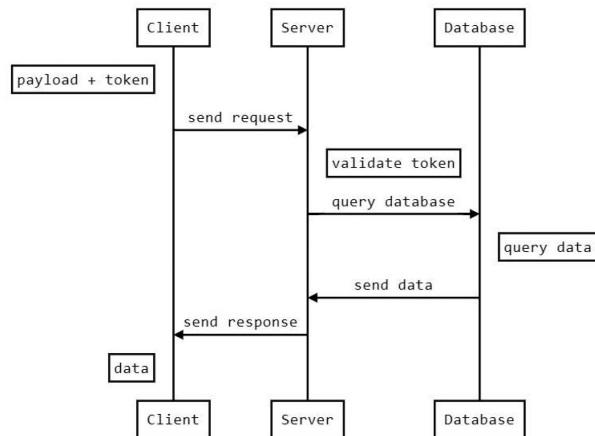 Client
Server
Database
payload + token
send request
validate token
query database
query data
send data
send response
data
Client
Server
Database